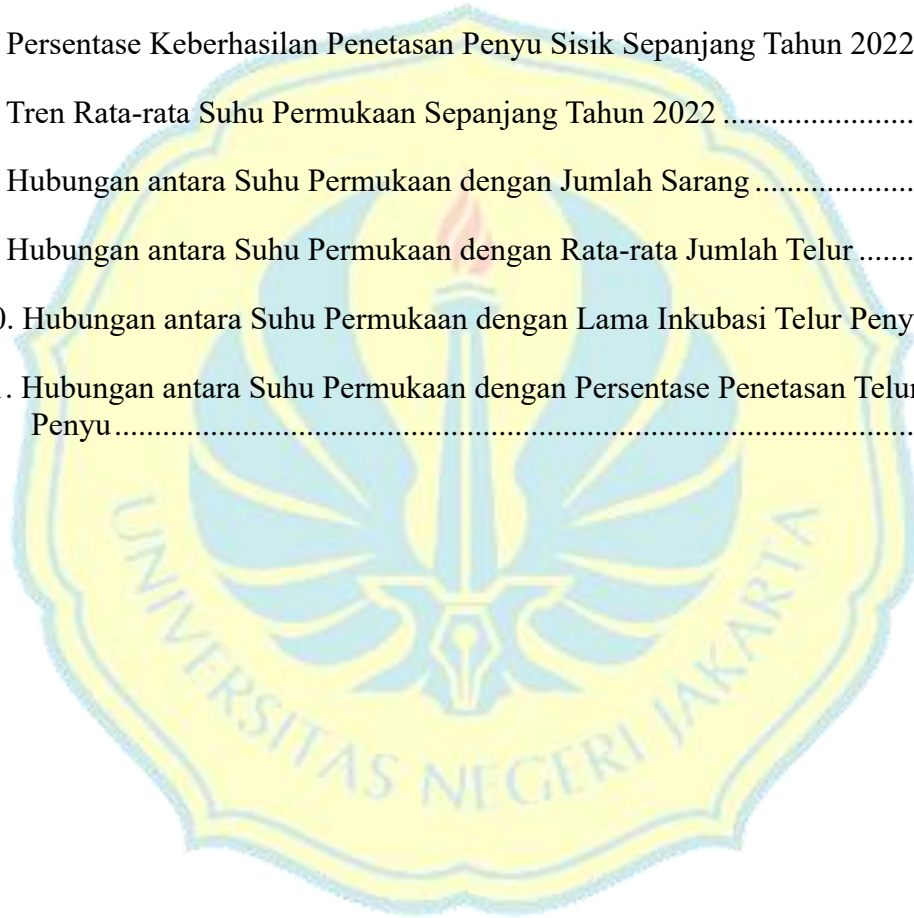 Persentase Keberhasilan Penetasan Penyu Sisik Sepanjang Tahun 2022
Tren Rata-rata Suhu Permukaan Sepanjang Tahun 2022 ........................
Hubungan antara Suhu Permukaan dengan Jumlah Sarang ....................
Hubungan antara Suhu Permukaan dengan Rata-rata Jumlah Telur .......
0. Hubungan antara Suhu Permukaan dengan Lama Inkubasi Telur Peny
. Hubungan antara Suhu Permukaan dengan Persentase Penetasan Telur
Penyu ....................................................................................................
UNIVERSITAS NEGERI JAKARTA